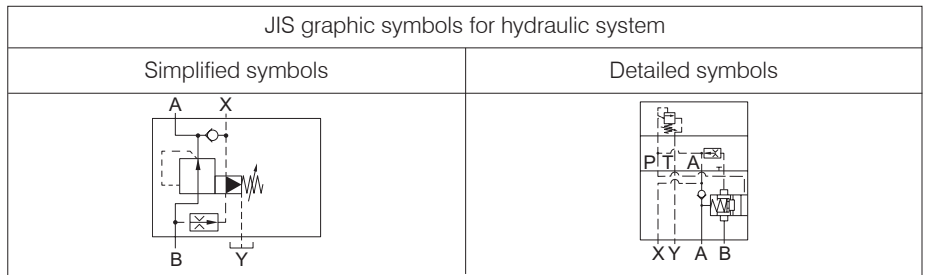 JIS graphic symbols for hydraulic system
Simplified symbols
Detailed symbols
A X
B Y
P T A
X Y A B